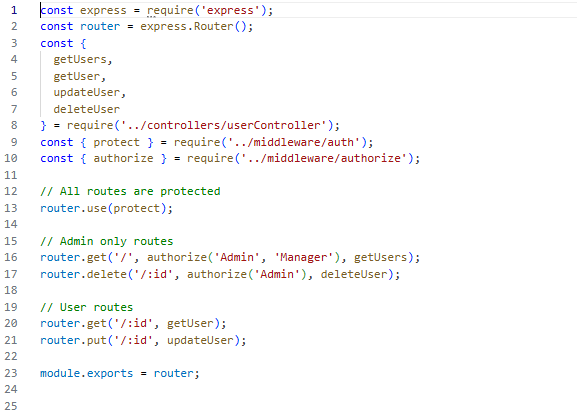 1 const express = require('express');
2 const router = express.Router();
3 const {
4   getUsers,
5   getUser,
6   updateUser,
7   deleteUser
8 } = require('../controllers/userController');
9 const { protect } = require('../middleware/auth');
10 const { authorize } = require('../middleware/authorize');
11
12 // All routes are protected
13 router.use(protect);
14
15 // Admin only routes
16 router.get('/', authorize('Admin', 'Manager'), getUsers);
17 router.delete('/:id', authorize('Admin'), deleteUser);
18
19 // User routes
20 router.get('/:id', getUser);
21 router.put('/:id', updateUser);
22
23 module.exports = router;
24
25